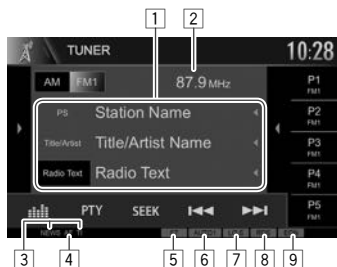 1 2
TUNER 10:28
AM FM1 87.9 MHz P1
FM1
PS Station Name P2
FM1
Title/Artist Title/Artist Name P3
FM1
Radio Text Radio Text P4
FM1
PTY SEEK P5
FM1
NEWS AF TI
3 4 5 6 7 8 9